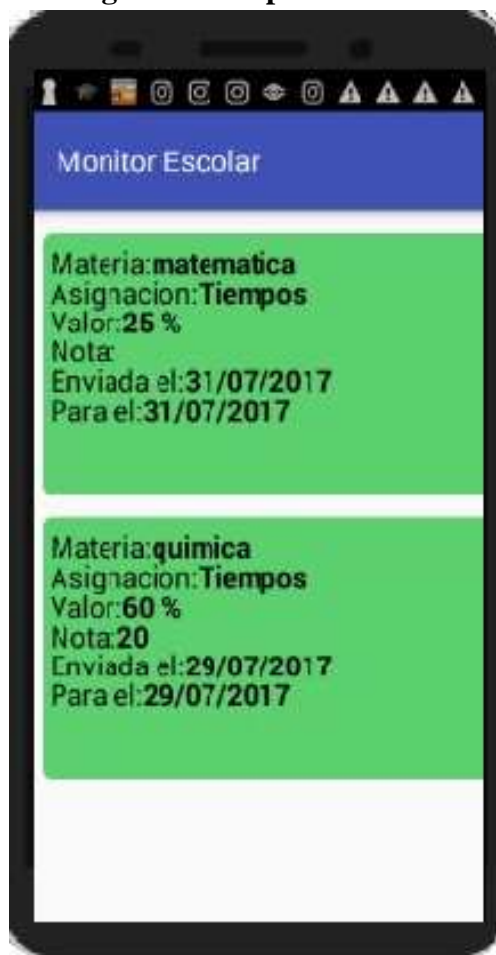 Monitor Escolar
Materia:matematica
Asignacion:Tiempos
Valor:25 %
Nota:
Enviada el:31/07/2017
Para el:31/07/2017
Materia:quimica
Asignacion:Tiempos
Valor:60 %
Nota:20
Enviada el:29/07/2017
Para el:29/07/2017